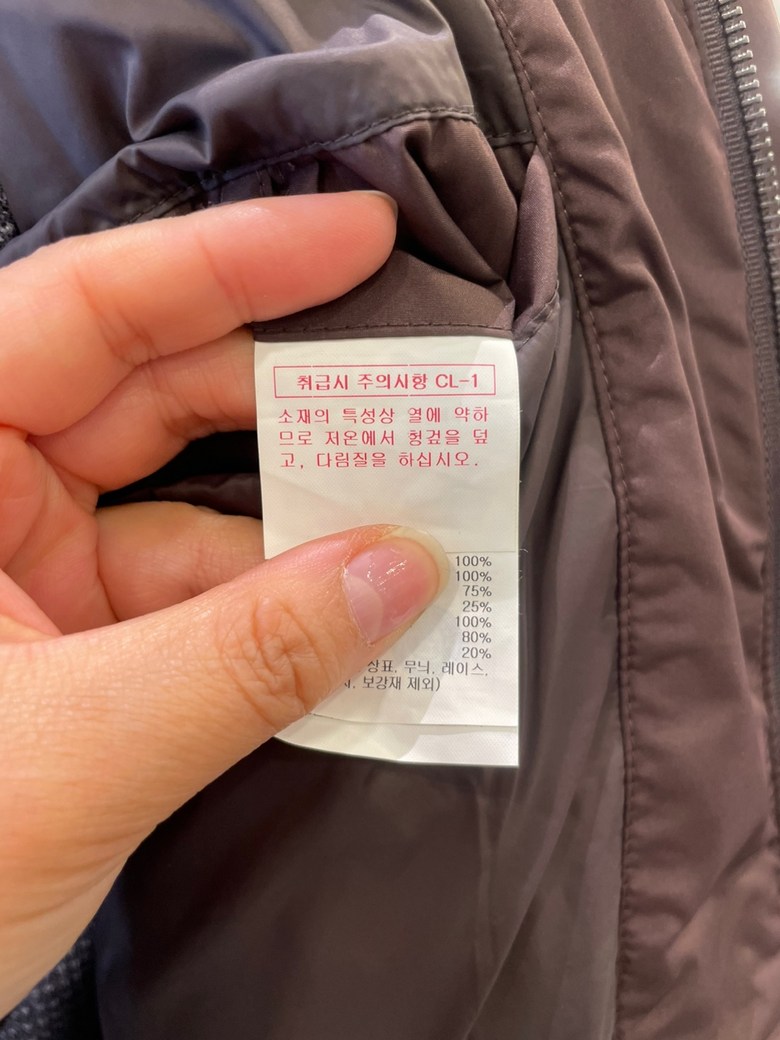 취급시 주의사항 CL-1
소재의 특성상 열에 약하
므로 저온에서 헝겊을 덮
고, 다림질을 하십시오.
100%
100%
75%
25%
100%
80%
20%
상표, 무늬, 레이스,
보강재 제외)